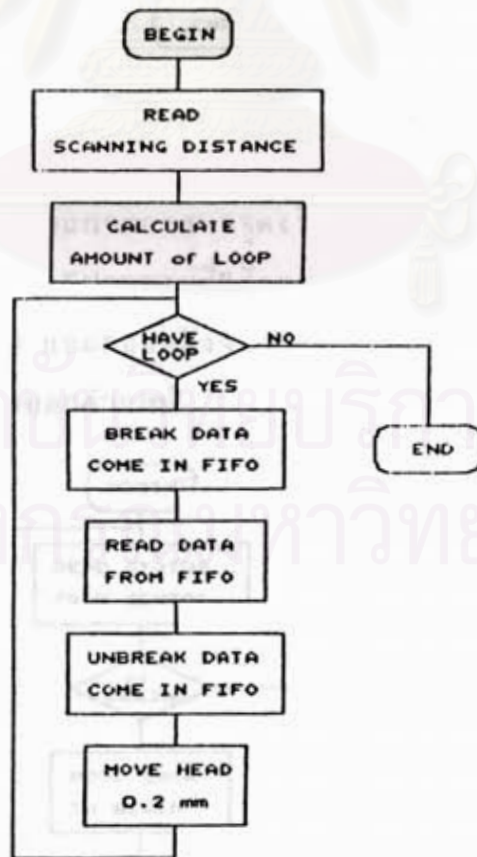 BEGIN
READ
SCANNING DISTANCE
CALCULATE
AMOUNT of LOOP
HAVE
LOOP
NO
YES
BREAK DATA
COME IN FIFO
END
READ DATA
FROM FIFO
UNBREAK DATA
COME IN FIFO
MOVE HEAD
0.2 mm